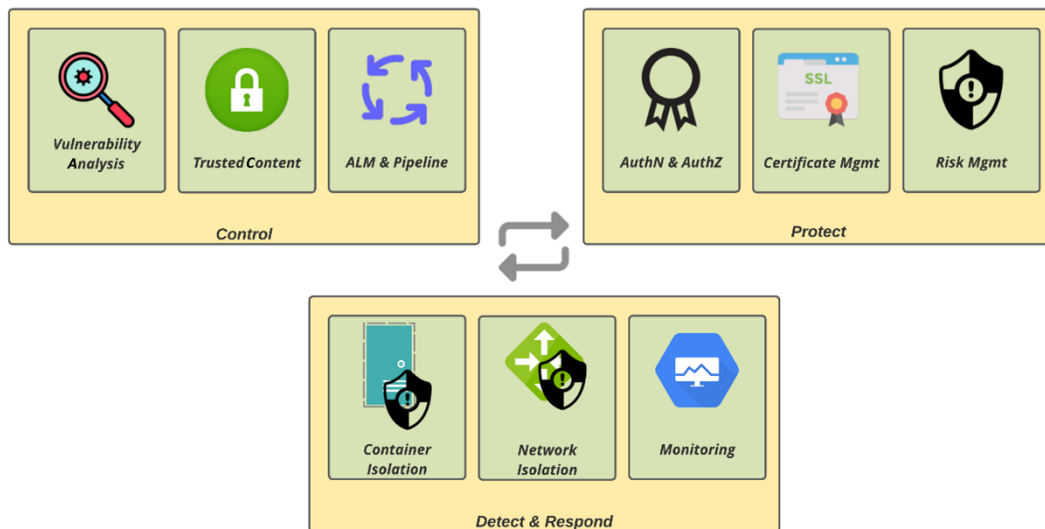 Vulnerability
Analysis
Trusted Content
ALM & Pipeline
Control
SSL
AuthN & AuthZ
Certificate Mgmt
Risk Mgmt
Protect
Container
Isolation
Network
Isolation
Monitoring
Detect & Respond